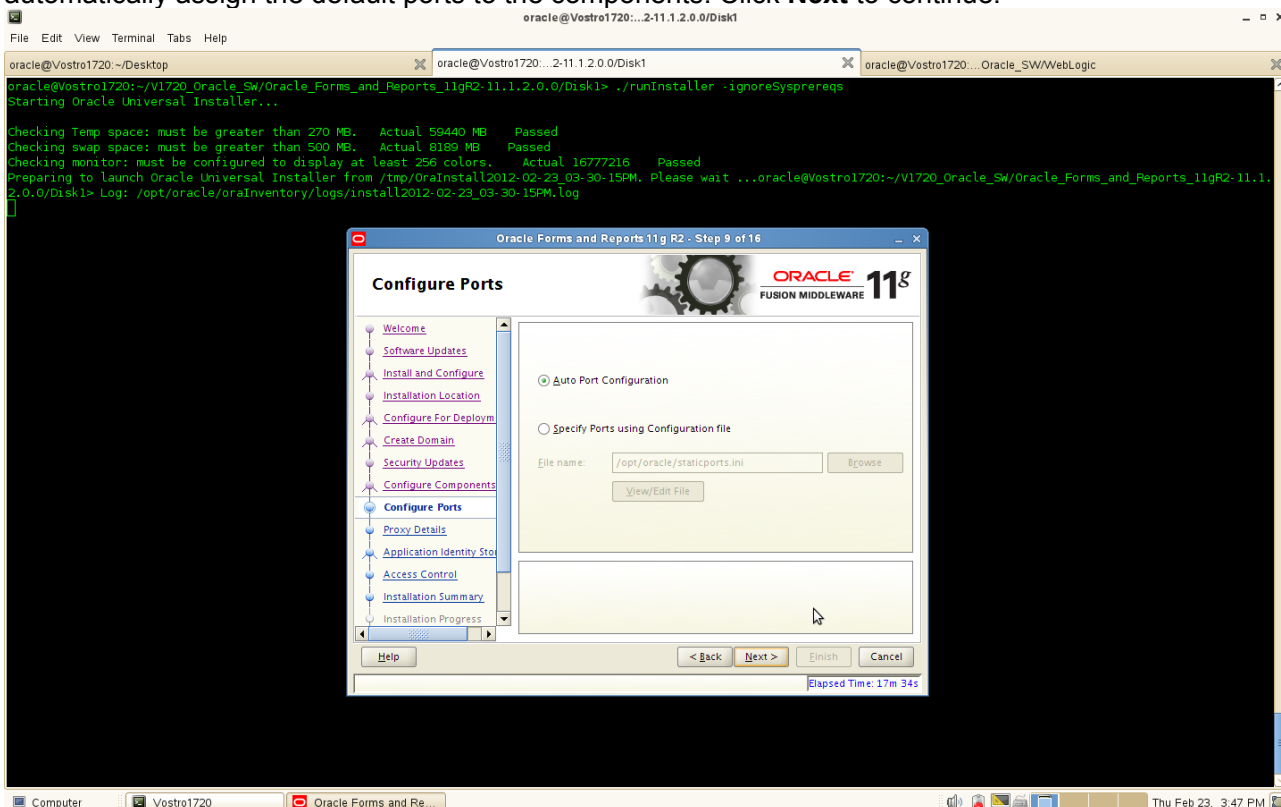 automatically assign the default ports to the components. Click Next to continue.
oracle@Vostro1720:...2-11.1.2.0.0/Disk1
File Edit View Terminal Tabs Help
oracle@Vostro1720:~/Desktop
oracle@Vostro1720:...2-11.1.2.0.0/Disk1
oracle@Vostro1720:...Oracle_SW/WebLogic
oracle@Vostro1720:~/V1720_Oracle_SW/Oracle_Forms_and_Reports_11gR2-11.1.2.0.0/Disk1> ./runInstaller -ignoreSysprereqs
Starting Oracle Universal Installer...
Checking Temp space: must be greater than 270 MB. Actual 59440 MB Passed
Checking swap space: must be greater than 500 MB. Actual 8189 MB Passed
Checking monitor: must be configured to display at least 256 colors. Actual 16777216 Passed
Preparing to launch Oracle Universal Installer from /tmp/OraInstall2012-02-23_03-30-15PM. Please wait ...oracle@Vostro1720:~/V1720_Oracle_SW/Oracle_Forms_and_Reports_11gR2-11.1.
2.0.0/Disk1> Log: /opt/oracle/oraInventory/logs/install2012-02-23_03-30-15PM.log
Oracle Forms and Reports 11g R2 - Step 9 of 16
Configure Ports
ORACLE
FUSION MIDDLEWARE 11g
Welcome
Software Updates
Install and Configure
Installation Location
Configure For Deploym
Create Domain
Security Updates
Configure Components
Configure Ports
Proxy Details
Application Identity Sto
Access Control
Installation Summary
Installation Progress
Auto Port Configuration
Specify Ports using Configuration file
File name: /opt/oracle/staticports.ini Browse
View/Edit File
Help < Back Next > Finish Cancel
Elapsed Time: 17m 34s
Computer Vostro1720 Oracle Forms and Re... Thu Feb 23, 3:47 PM